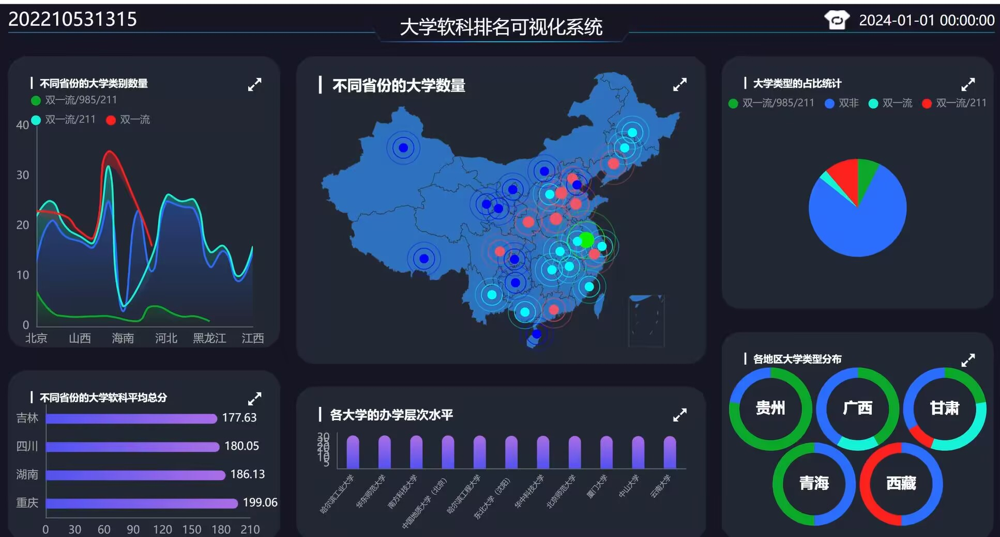 202210531315
大学软科排名可视化系统
2024-01-01 00:00:00
不同省份的大学类别数量
双一流/985/211
双一流/211 双一流
40
30
20
10
0
北京 山西 海南 河北 黑龙江 江西
不同省份的大学数量
大学类型的占比统计
双一流/985/211 双非 双一流 双一流/211
不同省份的大学软科平均总分
吉林 177.63
四川 180.05
湖南 186.13
重庆 199.06
0 30 60 90 120 150 180 210
各大学的办学层次水平
30
25
20
15
10
5
哈尔滨工业大学
华东师范大学
南方科技大学
中国地质大学（北京）
哈尔滨工程大学
东北大学（沈阳）
华中科技大学
北京师范大学
厦门大学
中山大学
云南大学
各地区大学类型分布
贵州 广西 甘肃
青海 西藏